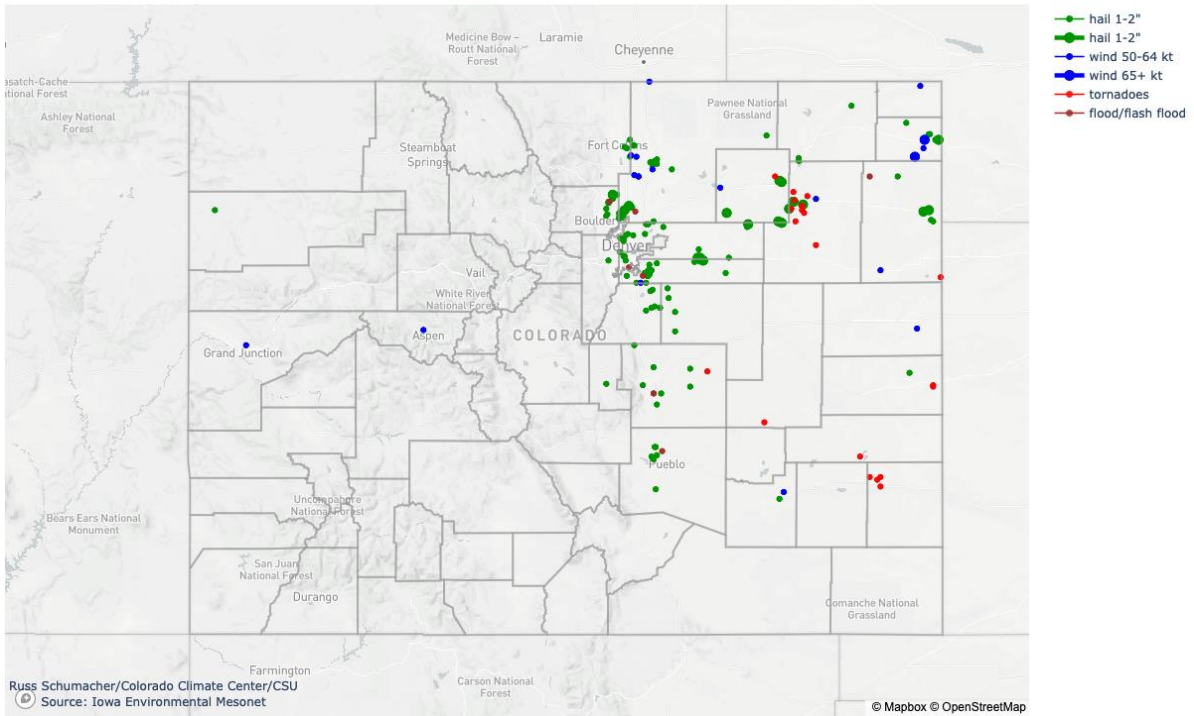 Medicine Bow –
Routt National
Forest
Laramie
Cheyenne
asatch-Cache
ational Forest
Ashley National
Forest
Pawnee National
Grassland
Steamboat
Springs
Fort Collins
Boulder
Denver
Vail
White River
National Forest
COLORADO
Aspen
Grand Junction
Pueblo
Uncompahgre
National Forest
Bears Ears National
Monument
San Juan
National Forest
Durango
Comanche National
Grassland
Farmington
Carson National
Forest
Russ Schumacher/Colorado Climate Center/CSU
Source: Iowa Environmental Mesonet
© Mapbox © OpenStreetMap
hail 1-2"
hail 1-2"
wind 50-64 kt
wind 65+ kt
tornadoes
flood/flash flood